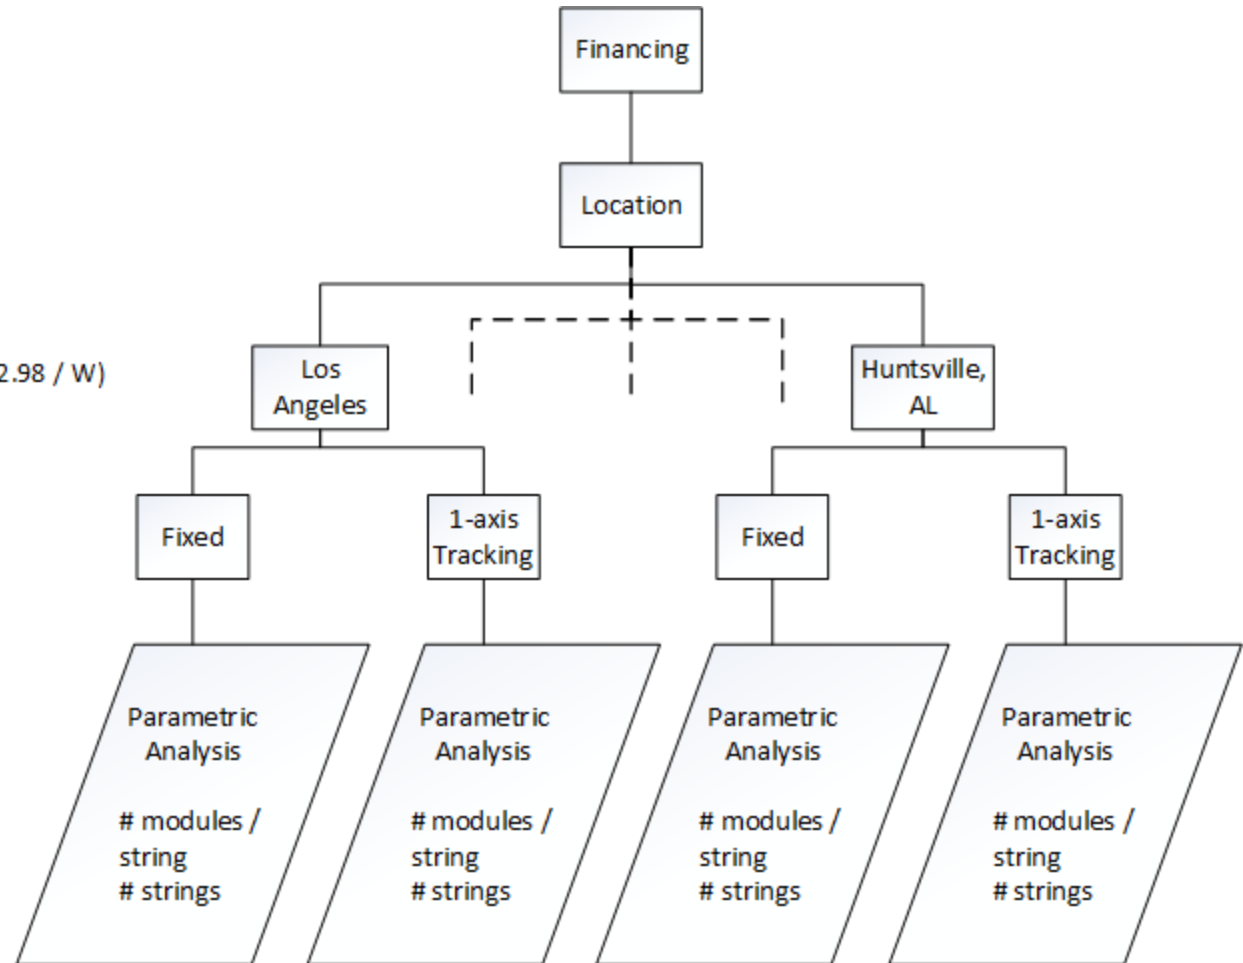 Financing
Location
2.98 / W)
Los
Angeles
Huntsville,
AL
Fixed
1-axis
Tracking
Fixed
1-axis
Tracking
Parametric
Analysis
# modules /
string
# strings
Parametric
Analysis
# modules /
string
# strings
Parametric
Analysis
# modules /
string
# strings
Parametric
Analysis
# modules /
string
# strings